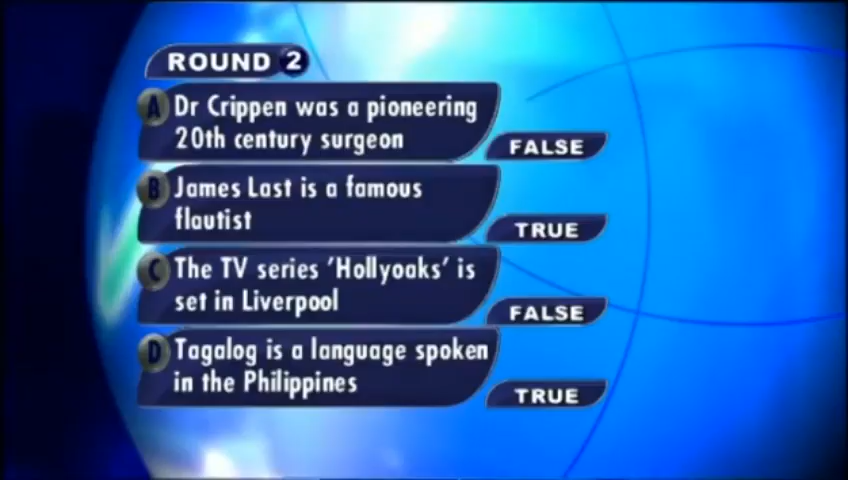 ROUND 2
A Dr Crippen was a pioneering
20th century surgeon
FALSE
B James Last is a famous
flautist
TRUE
C The TV series 'Hollyoaks' is
set in Liverpool
FALSE
D Tagalog is a language spoken
in the Philippines
TRUE